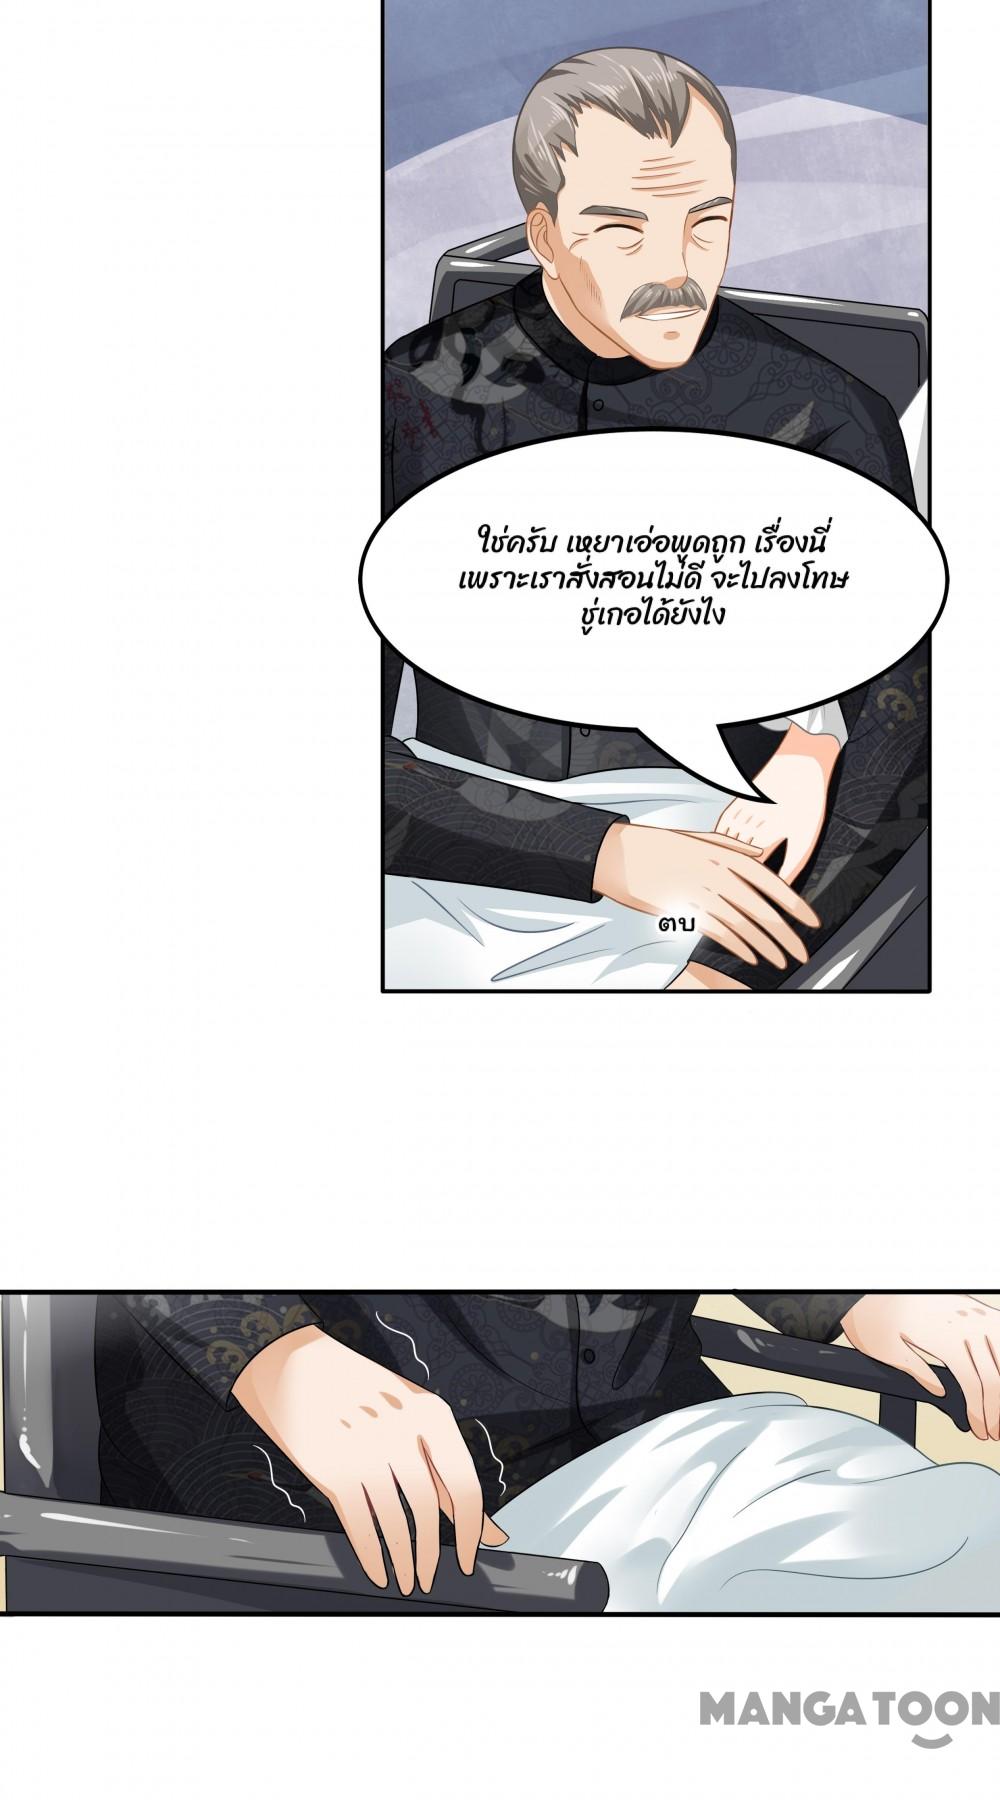 ใช่ครับ เหยาเอ่อพูดถูก เรื่องนี่
เพราะเราสั่งสอนไม่ดี จะไปลงโทษ
ชู่เกอได้ยังไง
ตบ
MANGATOON